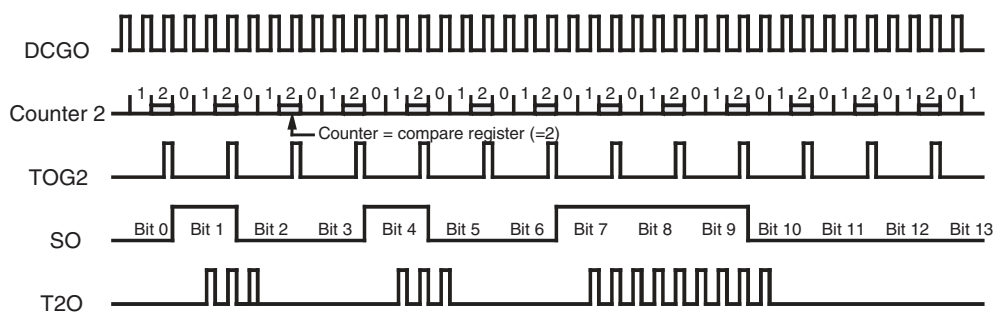 DCGO
Counter 2 1 2 0 1 2 0 1 2 0 1 2 0 1 2 0 1 2 0 1 2 0 1 2 0 1 2 0 1 2 0 1 2 0 1 2 0 1 2 0 1
Counter = compare register (=2)
TOG2
SO Bit 0 Bit 1 Bit 2 Bit 3 Bit 4 Bit 5 Bit 6 Bit 7 Bit 8 Bit 9 Bit 10 Bit 11 Bit 12 Bit 13
T2O